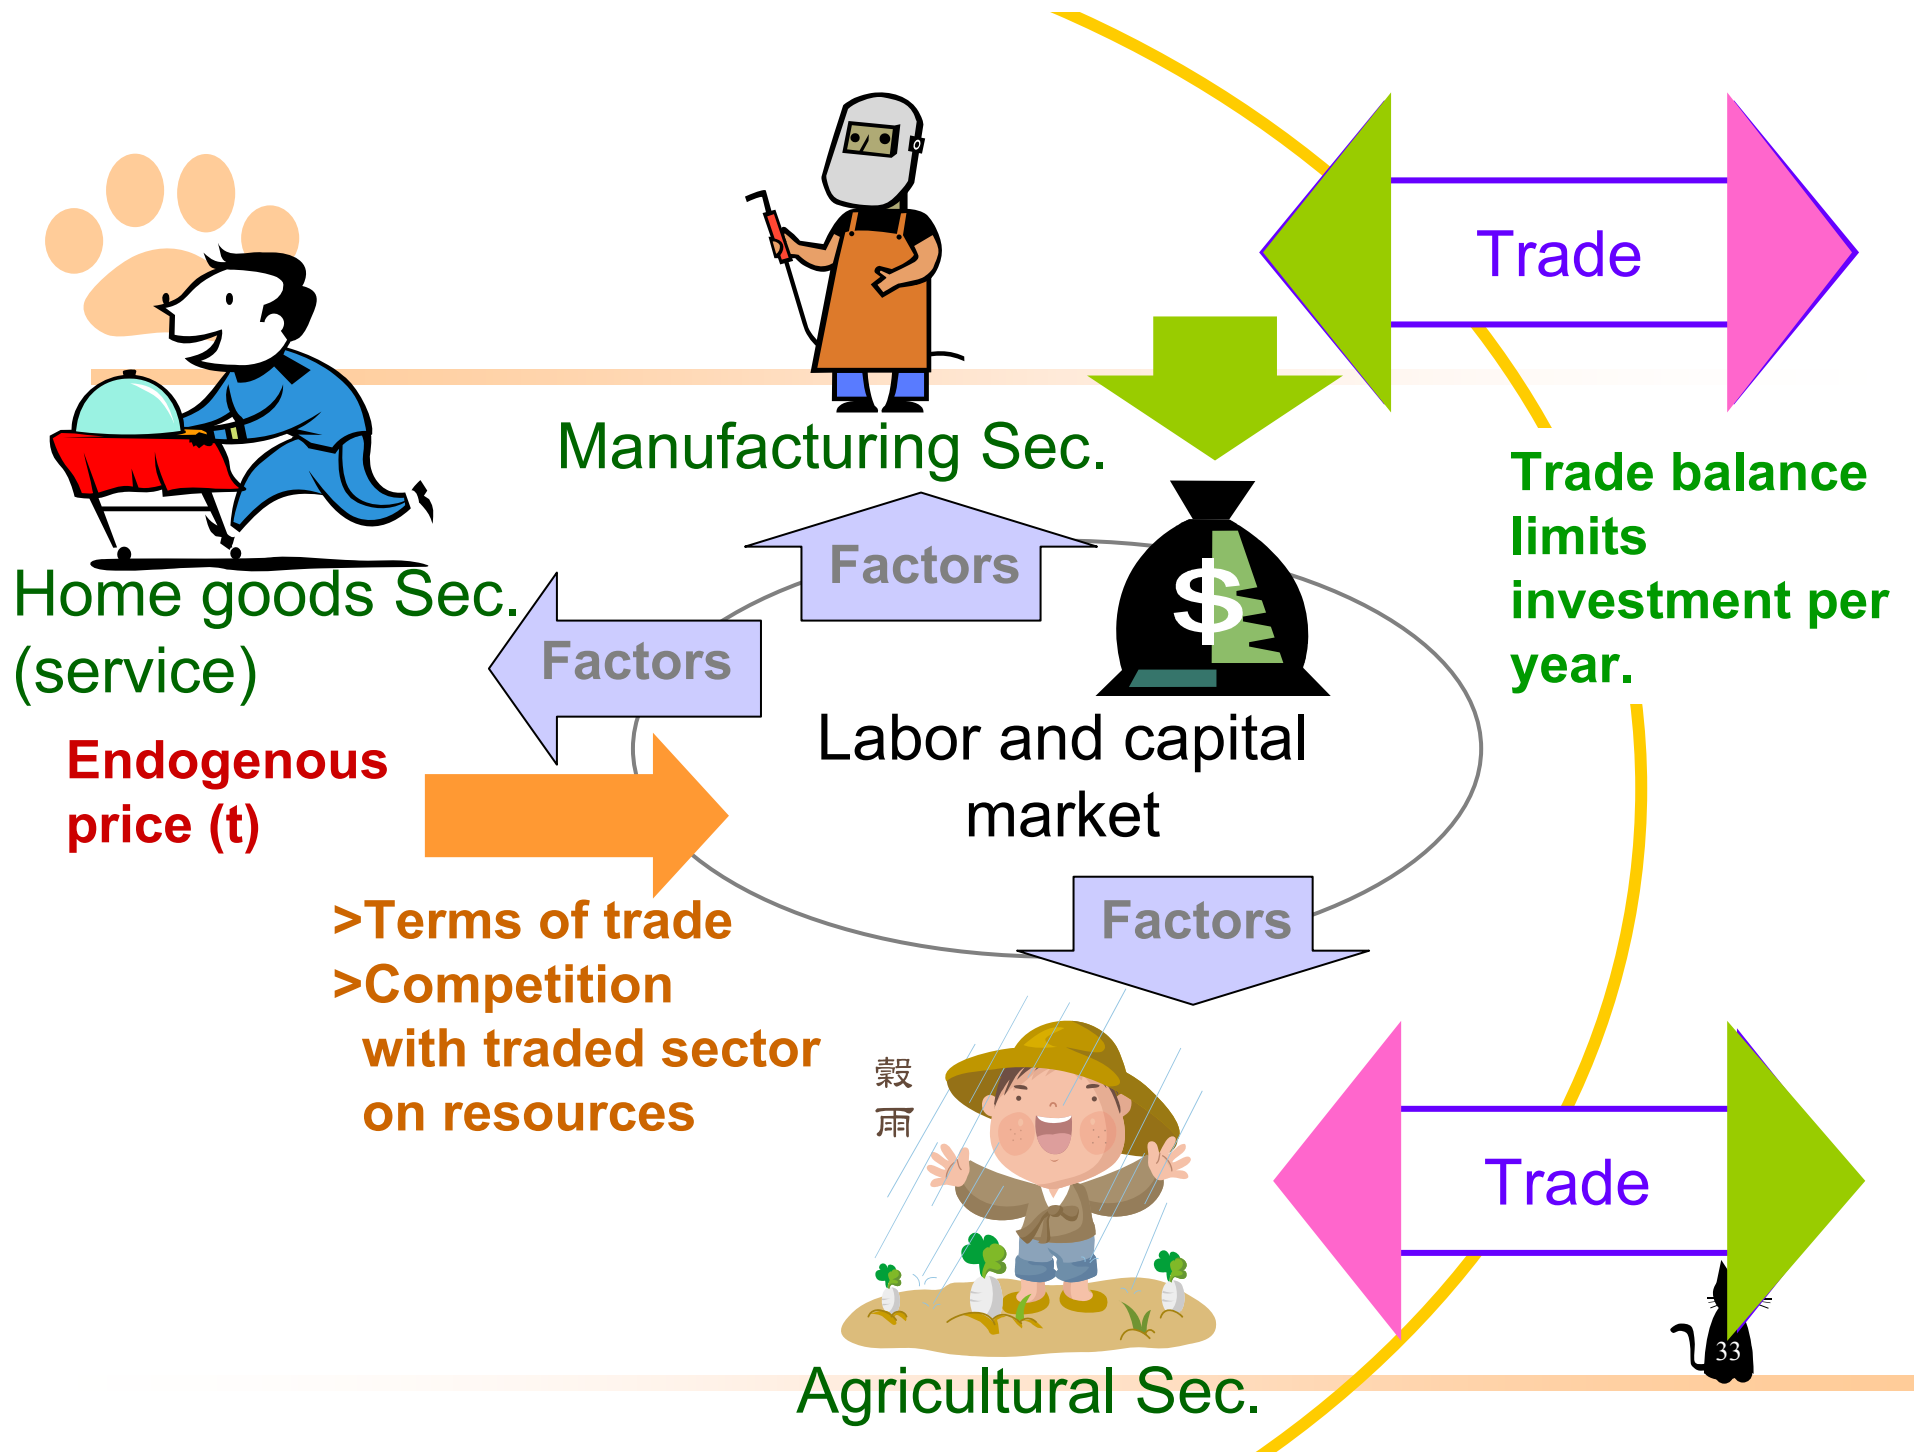 Trade
Manufacturing Sec.
Trade balance
limits
investment per
year.
Factors
$
Home goods Sec.
(service)
Factors
Endogenous
price (t)
Labor and capital
market
>Terms of trade
>Competition
with traded sector
on resources
Factors
穀
雨
Trade
33
Agricultural Sec.